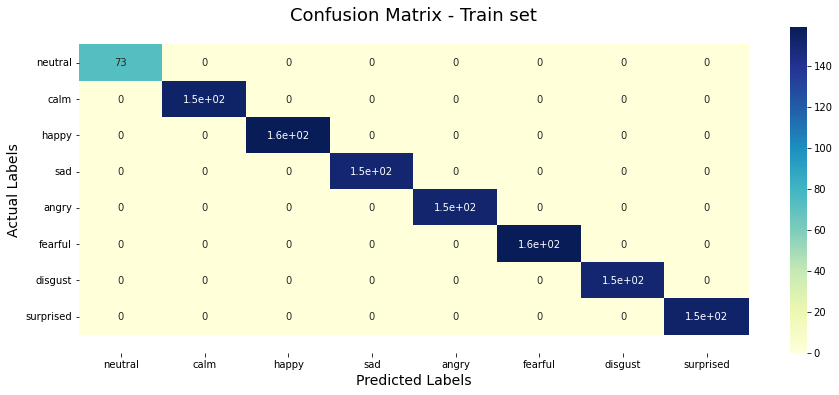 Confusion Matrix - Train set
Actual Labels
neutral 73 0 0 0 0 0 0 0
calm 0 1.5e+02 0 0 0 0 0 0
happy 0 0 1.6e+02 0 0 0 0 0
sad 0 0 0 1.5e+02 0 0 0 0
angry 0 0 0 0 1.5e+02 0 0 0
fearful 0 0 0 0 0 1.6e+02 0 0
disgust 0 0 0 0 0 0 1.5e+02 0
surprised 0 0 0 0 0 0 0 1.5e+02
neutral calm happy sad angry fearful disgust surprised
Predicted Labels
140
120
100
80
60
40
20
0